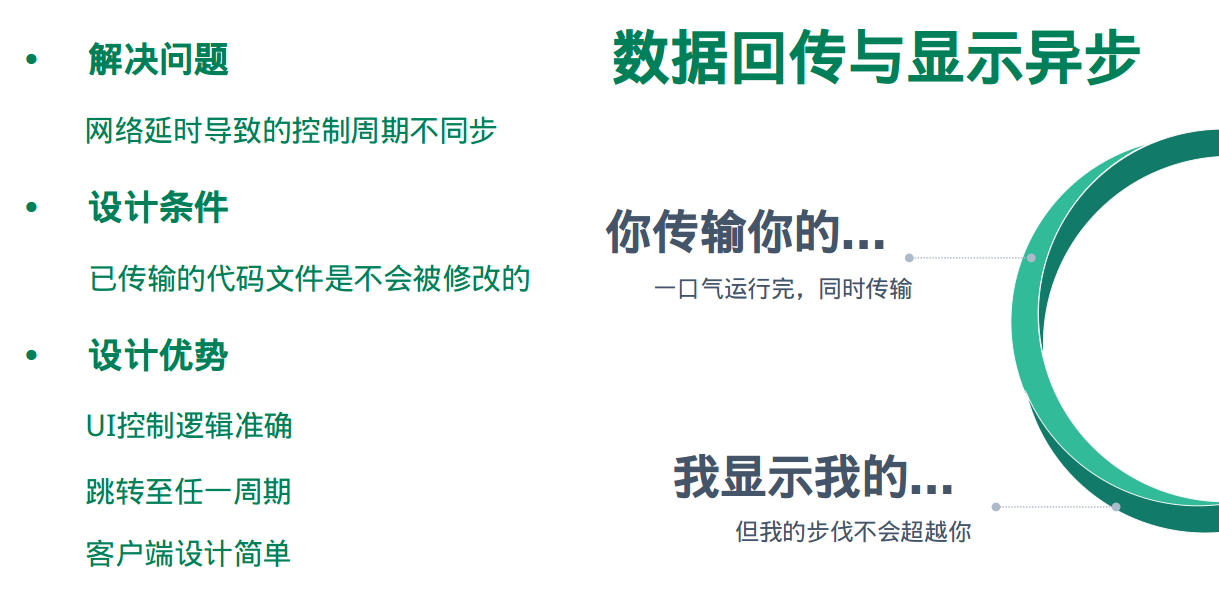 数据回传与显示异步
• 解决问题
网络延时导致的控制周期不同步
• 设计条件
已传输的代码文件是不会被修改的
• 设计优势
UI控制逻辑准确
跳转至任一周期
客户端设计简单
你传输你的...
一口气运行完，同时传输
我显示我的...
但我的步伐不会超越你